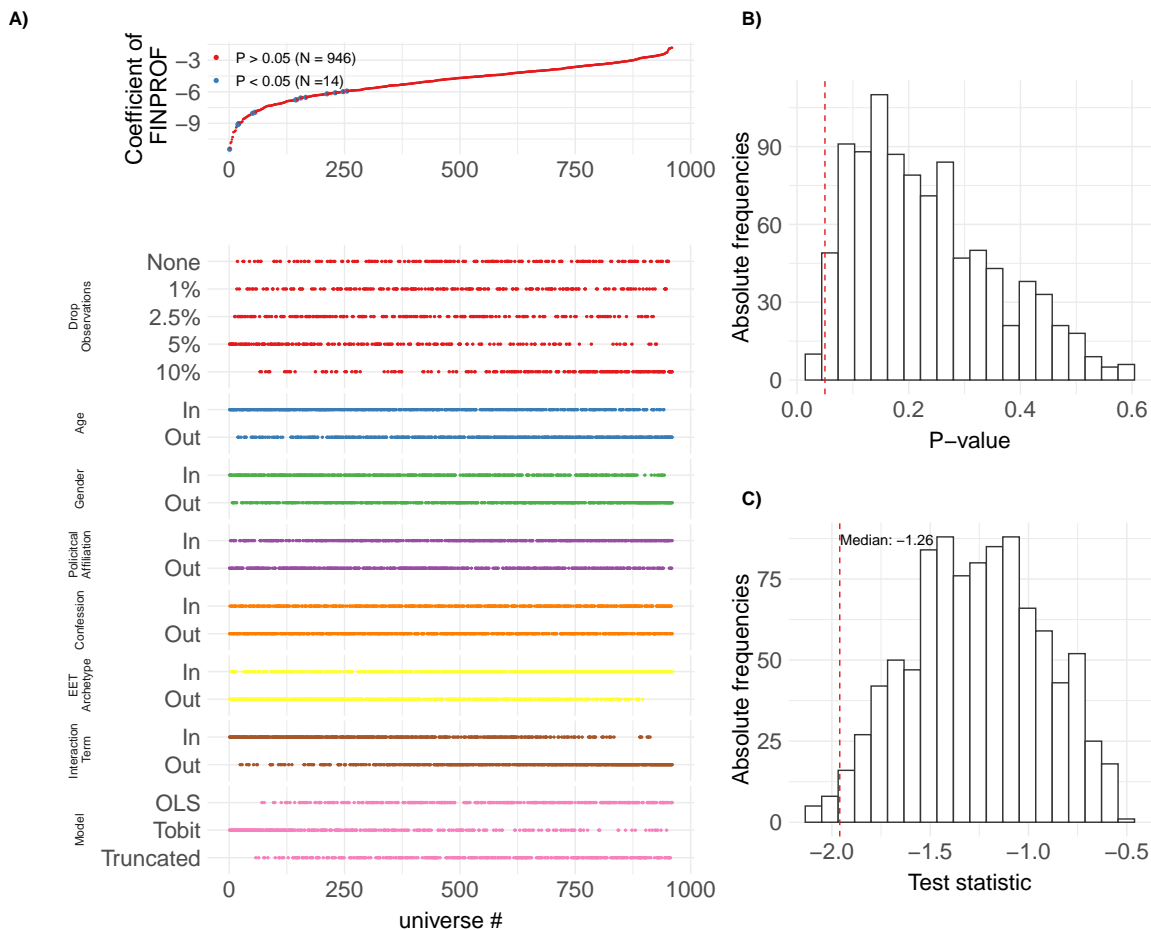 A)
Coefficient of
FINPROF
−3
−6
−9
P > 0.05 (N = 946)
P < 0.05 (N =14)
0
250
500
750
1000
Drop
Observations
None
1%
2.5%
5%
10%
Age
In
Out
Gender
In
Out
Policitcal
Affiliation
In
Out
Confession
In
Out
EET
Archetype
In
Out
Interaction
Term
In
Out
Model
OLS
Tobit
Truncated
0
250
500
750
1000
universe #
B)
Absolute frequencies
90
60
30
0
0.0
0.2
0.4
0.6
P−value
C)
Absolute frequencies
Median: −1.26
75
50
25
0
−2.0
−1.5
−1.0
−0.5
Test statistic